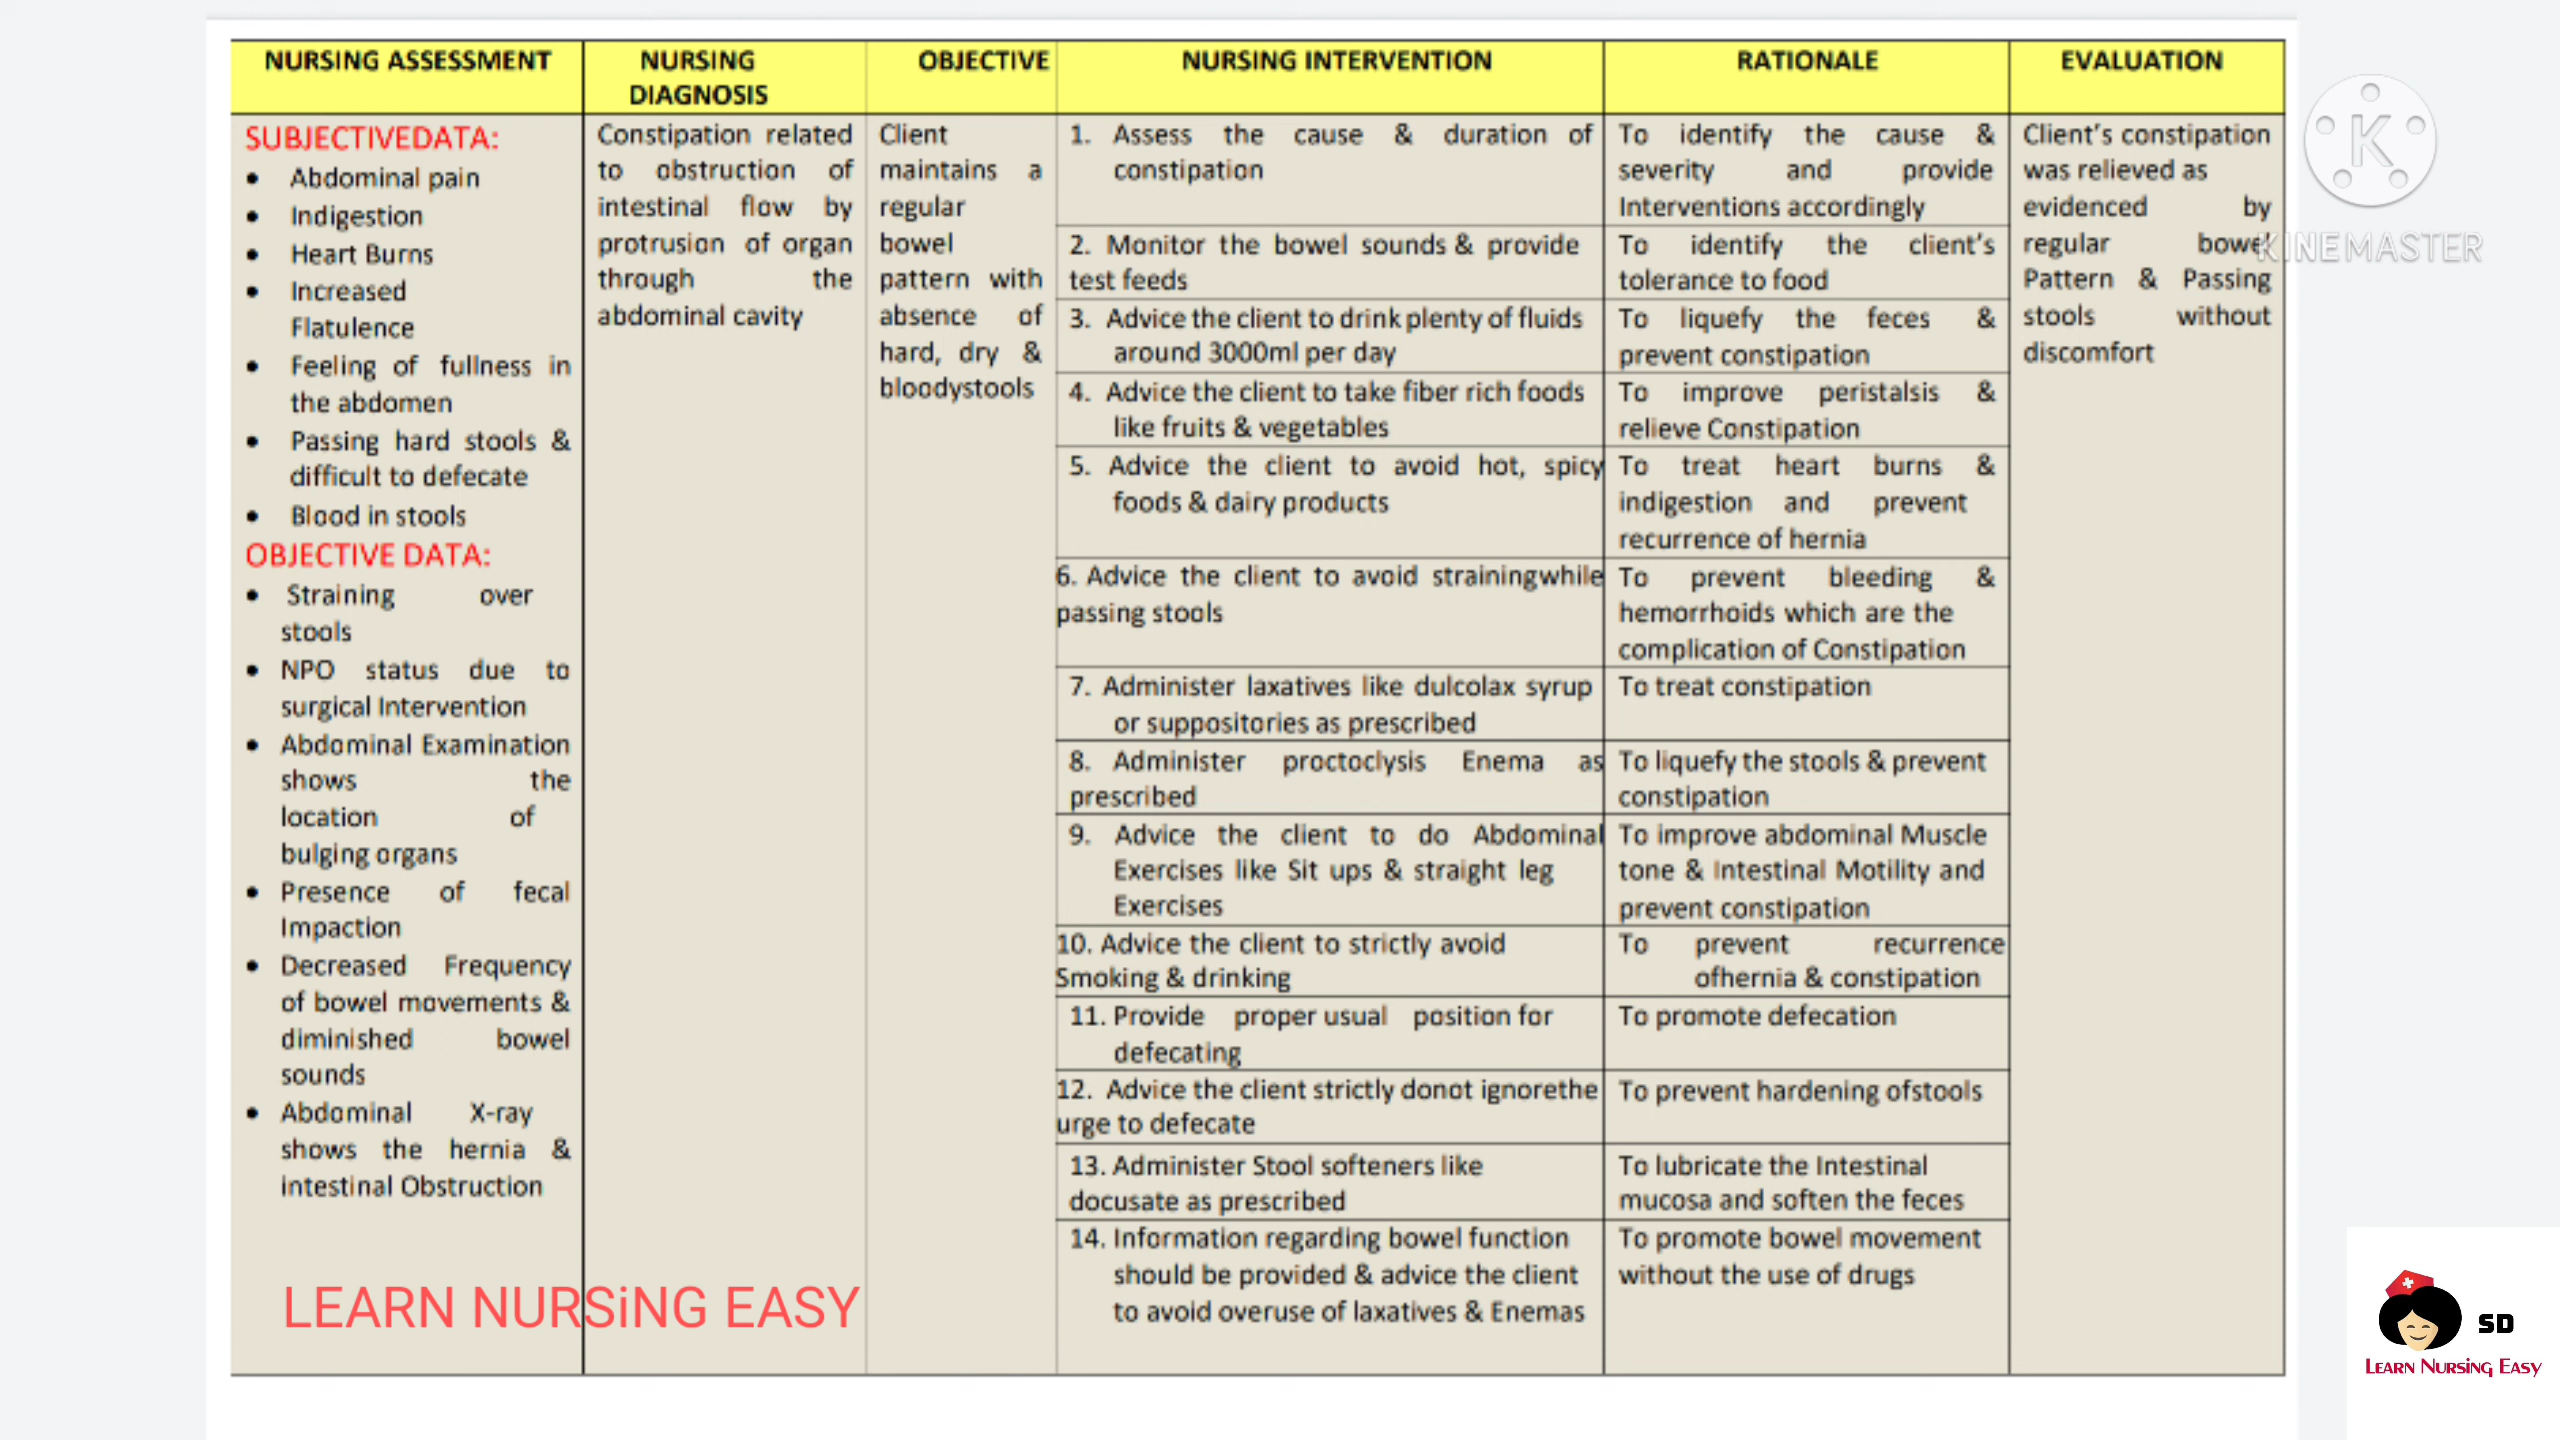 NURSING ASSESSMENT
NURSING
DIAGNOSIS
OBJECTIVE
NURSING INTERVENTION
RATIONALE
EVALUATION
SUBJECTIVEDATA:
• Abdominal pain
• Indigestion
• Heart Burns
• Increased
Flatulence
• Feeling of fullness in
the abdomen
• Passing hard stools &
difficult to defecate
• Blood in stools
OBJECTIVE DATA:
• Straining over
stools
• NPO status due to
surgical Intervention
• Abdominal Examination
shows the
location of
bulging organs
• Presence of fecal
Impaction
• Decreased Frequency
of bowel movements &
diminished bowel
sounds
• Abdominal X-ray
shows the hernia &
intestinal Obstruction
Constipation related
to obstruction of
intestinal flow by
protrusion of organ
through the
abdominal cavity
Client
maintains a
regular
bowel
pattern with
absence of
hard, dry &
bloodystools
1. Assess the cause & duration of
constipation
To identify the cause &
severity and provide
Interventions accordingly
2. Monitor the bowel sounds & provide
test feeds
To identify the client's
tolerance to food
3. Advice the client to drink plenty of fluids
around 3000ml per day
To liquefy the feces &
prevent constipation
4. Advice the client to take fiber rich foods
like fruits & vegetables
To improve peristalsis &
relieve Constipation
5. Advice the client to avoid hot, spicy
foods & dairy products
To treat heart burns &
indigestion and prevent
recurrence of hernia
6. Advice the client to avoid strainingwhile
passing stools
To prevent bleeding &
hemorrhoids which are the
complication of Constipation
7. Administer laxatives like dulcolax syrup
or suppositories as prescribed
To treat constipation
8. Administer proctoclysis Enema as
prescribed
To liquefy the stools & prevent
constipation
9. Advice the client to do Abdominal
Exercises like Sit ups & straight leg
Exercises
To improve abdominal Muscle
tone & Intestinal Motility and
prevent constipation
10. Advice the client to strictly avoid
Smoking & drinking
To prevent recurrence
ofhernia & constipation
11. Provide proper usual position for
defecating
To promote defecation
12. Advice the client strictly donot ignorethe
urge to defecate
To prevent hardening ofstools
13. Administer Stool softeners like
docusate as prescribed
To lubricate the Intestinal
mucosa and soften the feces
14. Information regarding bowel function
should be provided & advice the client
to avoid overuse of laxatives & Enemas
To promote bowel movement
without the use of drugs
Client's constipation
was relieved as
evidenced by
regular bowel
Pattern & Passing
stools without
discomfort
K
KINEMASTER
LEARN NURSiNG EASY
SD
LEARN NURSING EASY